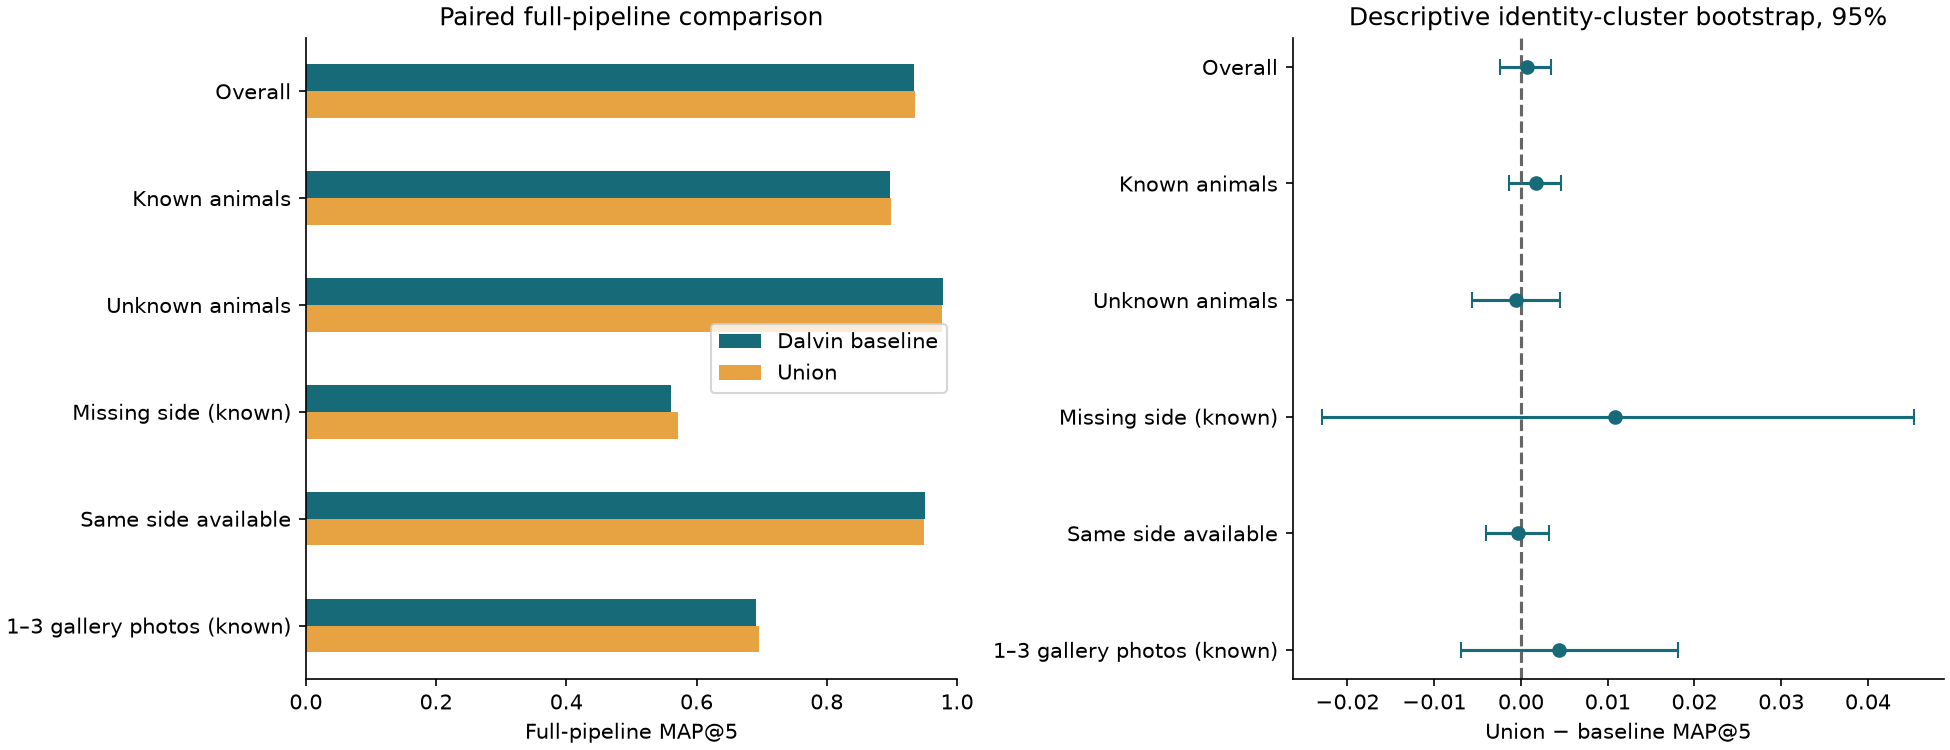 Paired full-pipeline comparison
Overall
Known animals
Unknown animals
Missing side (known)
Same side available
1–3 gallery photos (known)
Dalvin baseline
Union
0.0 0.2 0.4 0.6 0.8 1.0
Full-pipeline MAP@5
Descriptive identity-cluster bootstrap, 95%
Overall
Known animals
Unknown animals
Missing side (known)
Same side available
1–3 gallery photos (known)
−0.02 −0.01 0.00 0.01 0.02 0.03 0.04
Union − baseline MAP@5